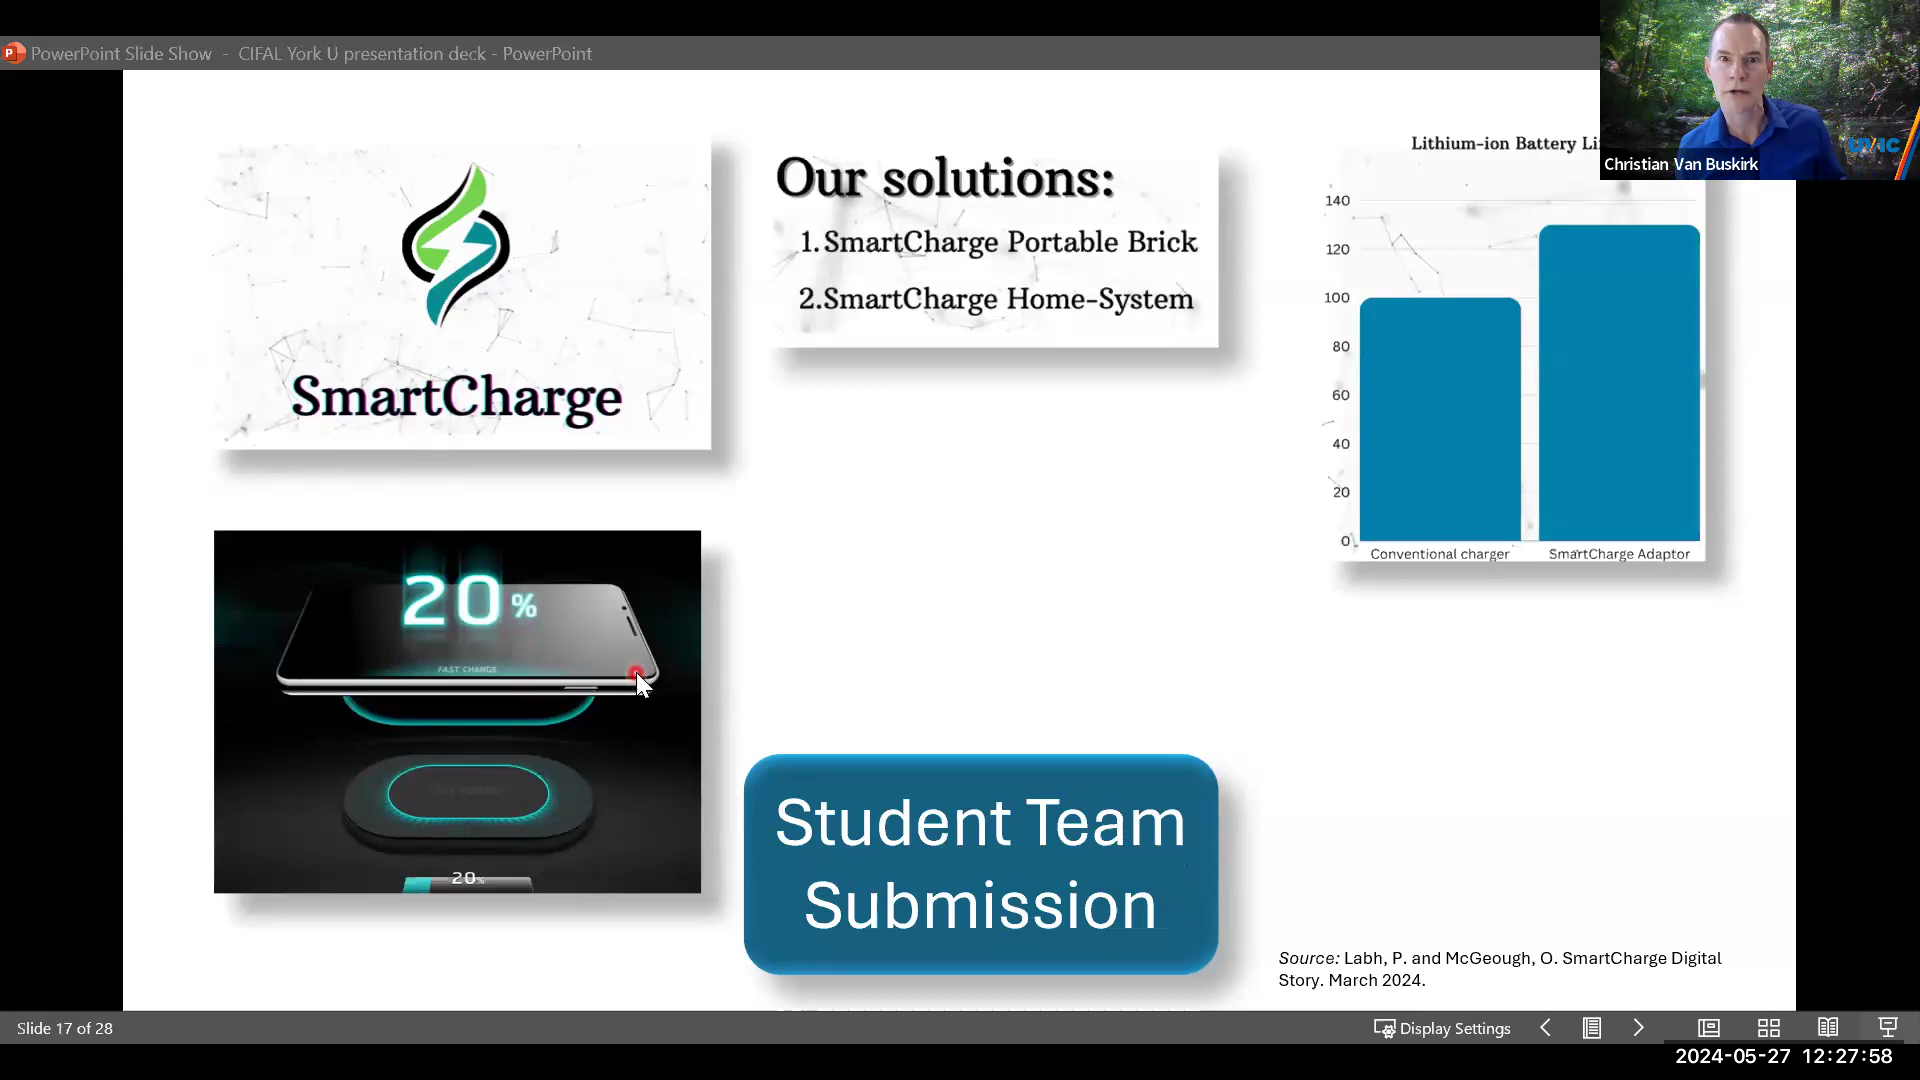 PowerPoint Slide Show - CIFAL York U presentation deck - PowerPoint
Christian Van Buskirk
SmartCharge
Our solutions:
1. SmartCharge Portable Brick
2.SmartCharge Home-System
Lithium-ion Battery
140
120
100
80
60
40
20
0
Conventional charger
SmartCharge Adaptor
20%
FAST CHARGE
20%
Student Team
Submission
Source: Labh, P. and McGeough, O. SmartCharge Digital
Story. March 2024.
Slide 17 of 28
Display Settings
2024-05-27 12:27:58